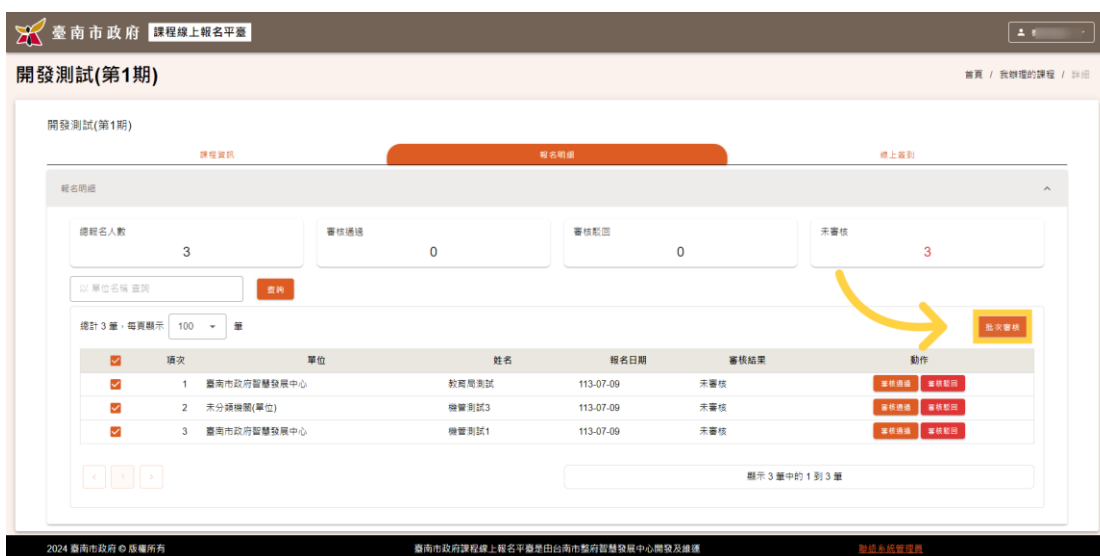 臺南市政府 課程線上報名平臺
開發測試(第1期)
首頁 / 我辦理的課程 / 詳細
開發測試(第1期)
課程資訊 報名明細 線上簽到
報名明細
總報名人數 審核通過 審核駁回 未審核
3 0 0 3
以 單位名稱 查詢 查詢
總計 3 筆，每頁顯示 100 筆 批次審核
項次 單位 姓名 報名日期 審核結果 動作
1 臺南市政府智慧發展中心 教育局測試 113-07-09 未審核 審核通過 審核駁回
2 未分類機關(單位) 機管測試3 113-07-09 未審核 審核通過 審核駁回
3 臺南市政府智慧發展中心 機管測試1 113-07-09 未審核 審核通過 審核駁回
顯示 3 筆中的 1 到 3 筆
2024 臺南市政府 © 版權所有 臺南市政府課程線上報名平臺是由台南市政府智慧發展中心開發及維運 聯絡系統管理員